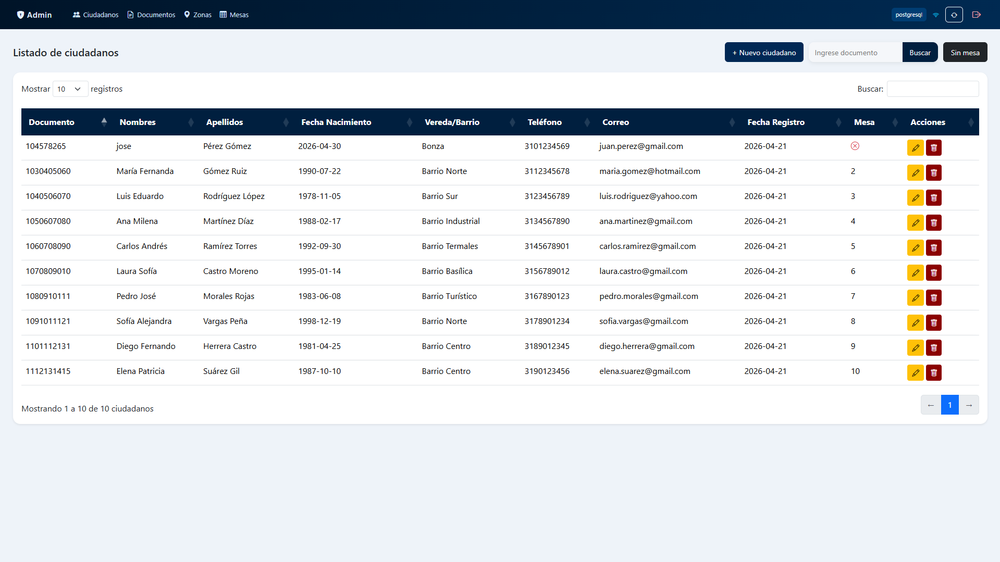 Admin Ciudadanos Documentos Zonas Mesas postgresql
Listado de ciudadanos + Nuevo ciudadano Ingrese documento Buscar Sin mesa
Mostrar 10 registros Buscar:
Documento Nombres Apellidos Fecha Nacimiento Vereda/Barrio Teléfono Correo Fecha Registro Mesa Acciones
104578265 jose Pérez Gómez 2026-04-30 Bonza 3101234569 juan.perez@gmail.com 2026-04-21
1030405060 María Fernanda Gómez Ruiz 1990-07-22 Barrio Norte 3112345678 maria.gomez@hotmail.com 2026-04-21 2
1040506070 Luis Eduardo Rodríguez López 1978-11-05 Barrio Sur 3123456789 luis.rodriguez@yahoo.com 2026-04-21 3
1050607080 Ana Milena Martínez Díaz 1988-02-17 Barrio Industrial 3134567890 ana.martinez@gmail.com 2026-04-21 4
1060708090 Carlos Andrés Ramírez Torres 1992-09-30 Barrio Termales 3145678901 carlos.ramirez@gmail.com 2026-04-21 5
1070809010 Laura Sofía Castro Moreno 1995-01-14 Barrio Basílica 3156789012 laura.castro@gmail.com 2026-04-21 6
1080910111 Pedro José Morales Rojas 1983-06-08 Barrio Turístico 3167890123 pedro.morales@gmail.com 2026-04-21 7
1091011121 Sofía Alejandra Vargas Peña 1998-12-19 Barrio Norte 3178901234 sofia.vargas@gmail.com 2026-04-21 8
1101112131 Diego Fernando Herrera Castro 1981-04-25 Barrio Centro 3189012345 diego.herrera@gmail.com 2026-04-21 9
1112131415 Elena Patricia Suárez Gil 1987-10-10 Barrio Centro 3190123456 elena.suarez@gmail.com 2026-04-21 10
Mostrando 1 a 10 de 10 ciudadanos ← 1 →